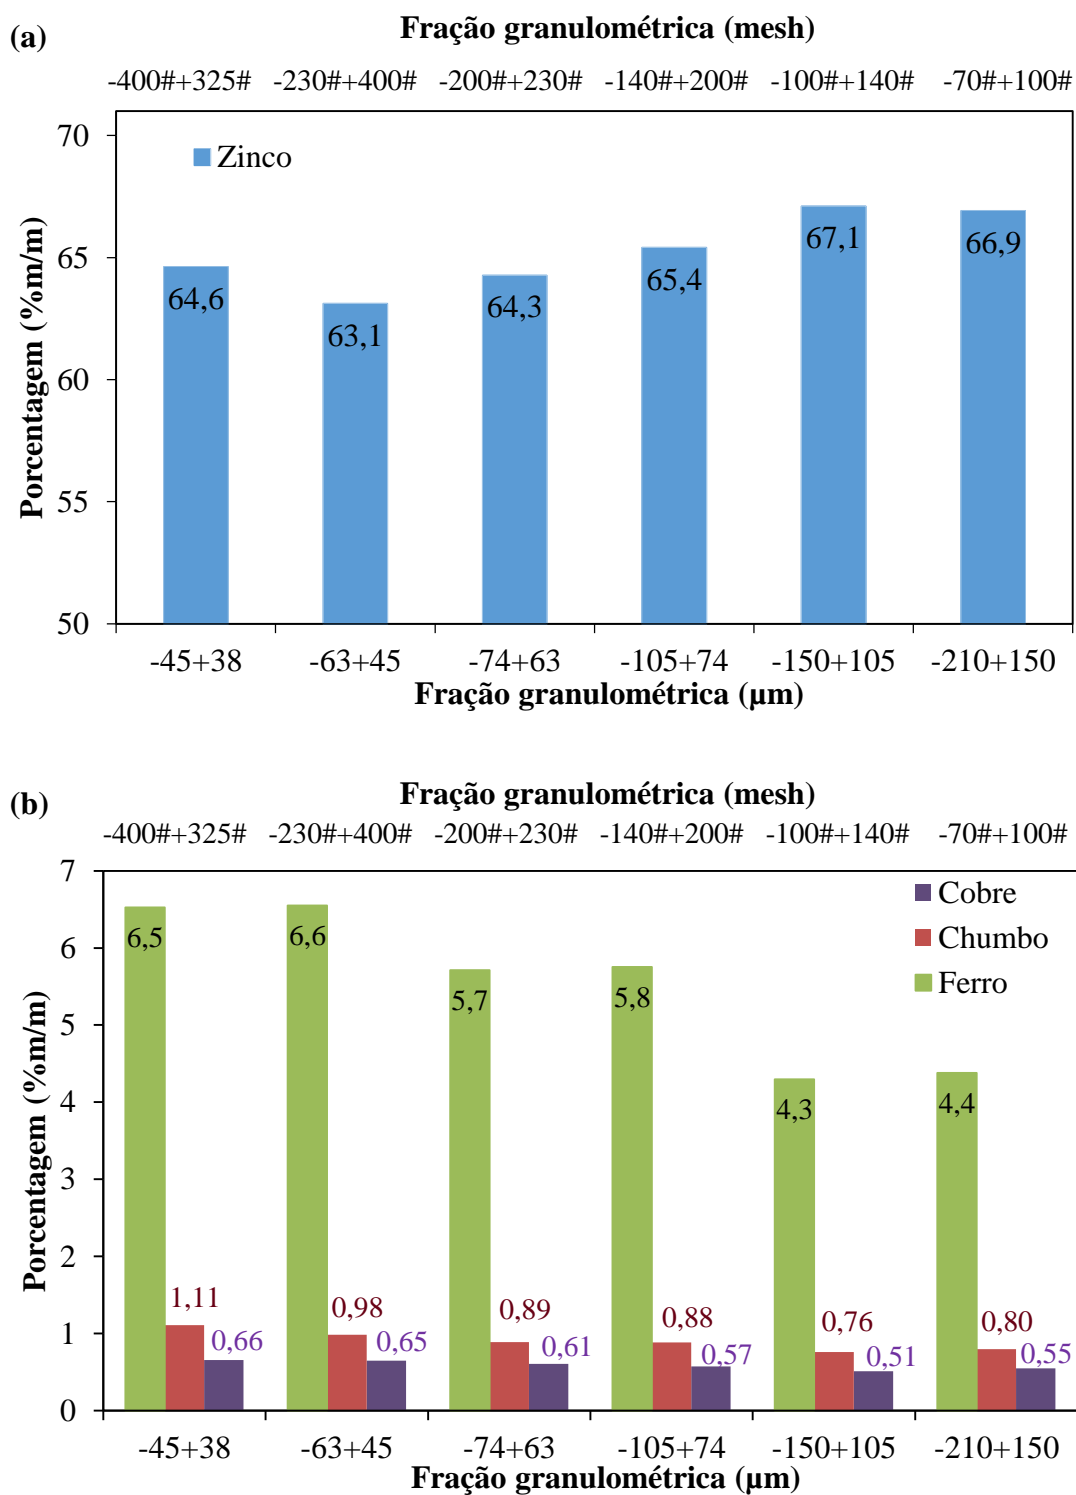 (a)
Fração granulométrica (mesh)
-400#+325# -230#+400# -200#+230# -140#+200# -100#+140# -70#+100#
Zinco
Porcentagem (%m/m)
70
65
60
55
50
64,6 63,1 64,3 65,4 67,1 66,9
-45+38 -63+45 -74+63 -105+74 -150+105 -210+150
Fração granulométrica (µm)
(b)
Fração granulométrica (mesh)
-400#+325# -230#+400# -200#+230# -140#+200# -100#+140# -70#+100#
Cobre
Chumbo
Ferro
Porcentagem (%m/m)
7
6
5
4
3
2
1
0
6,5 6,6 5,7 5,8 4,3 4,4
1,11 0,98 0,89 0,88 0,76 0,80
0,66 0,65 0,61 0,57 0,51 0,55
-45+38 -63+45 -74+63 -105+74 -150+105 -210+150
Fração granulométrica (µm)